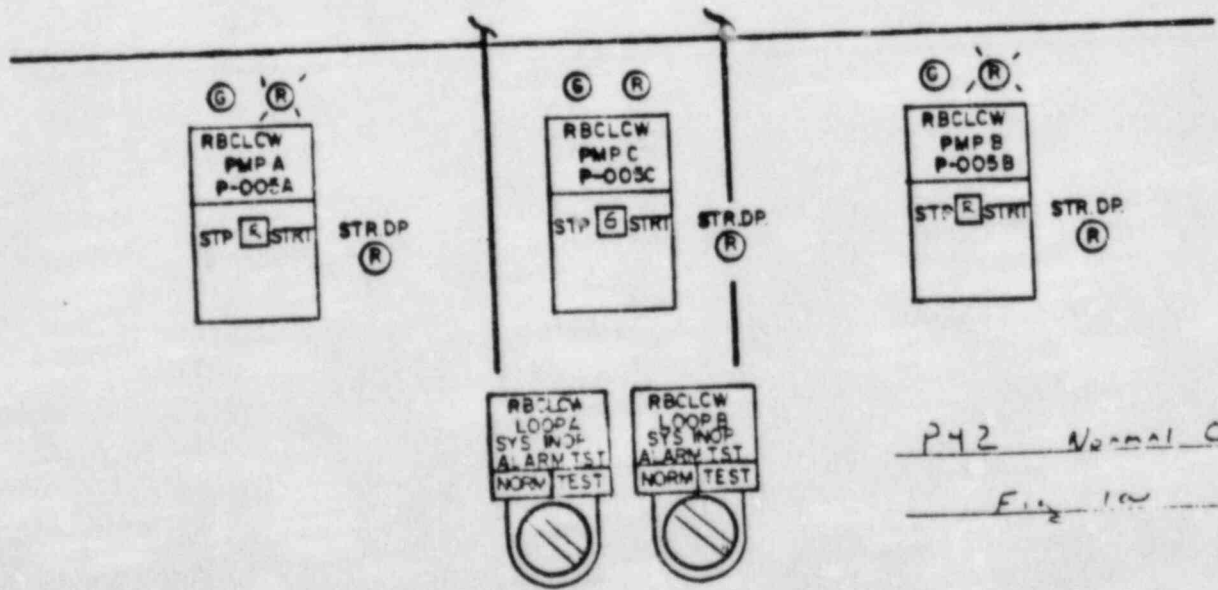 G R
RBCLCW
PMP A
P-005A
STP R STRT
STR.DP.
R
G R
RBCLCW
PMP C
P-005C
STP G STRT
STR.DP.
R
G R
RBCLCW
PMP B
P-005B
STP R STRT
STR.DP.
R
RBCLCW
LOOP A
SYS INOP
ALARM TST
NORM TEST
RBCLCW
LOOP B
SYS INOP
ALARM TST
NORM TEST
P42 Normal
Fig